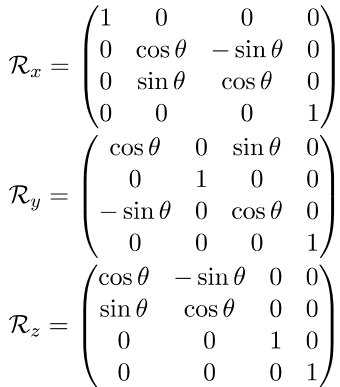 1 0 0 0
0 cos θ − sin θ 0
ℛₓ =
0 sin θ cos θ 0
0 0 0 1
cos θ 0 sin θ 0
0 1 0 0
ℛᵧ =
− sin θ 0 cos θ 0
0 0 0 1
cos θ − sin θ 0 0
sin θ cos θ 0 0
ℛ_z =
0 0 1 0
0 0 0 1